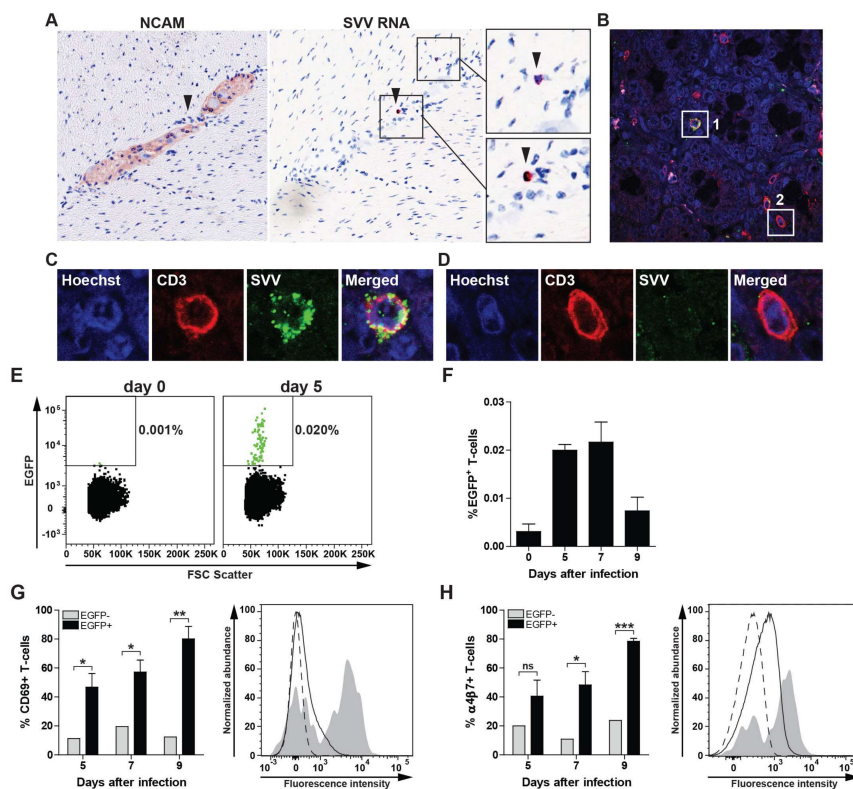 A
NCAM
SVV RNA
B
1
2
C
Hoechst
CD3
SVV
Merged
D
Hoechst
CD3
SVV
Merged
E
day 0
day 5
EGFP
10⁵
10⁴
10³
0
-10³
0.001%
0.020%
0 50K 100K 150K 200K 250K
0 50K 100K 150K 200K 250K
FSC Scatter
F
%EGFP⁺ T-cells
0.03
0.02
0.01
0.00
0 5 7 9
Days after infection
G
EGFP-
EGFP+
% CD69+ T-cells
100
80
60
40
20
0
* * **
5 7 9
Days after infection
Normalized abundance
100
80
60
40
20
0
10⁻³ 0 10³ 10⁴ 10⁵
Fluorescence intensity
H
EGFP-
EGFP+
% α4β7+ T-cells
100
80
60
40
20
0
ns * ***
5 7 9
Days after infection
Normalized abundance
100
80
60
40
20
0
0 10³ 10⁴ 10⁵
Fluorescence intensity